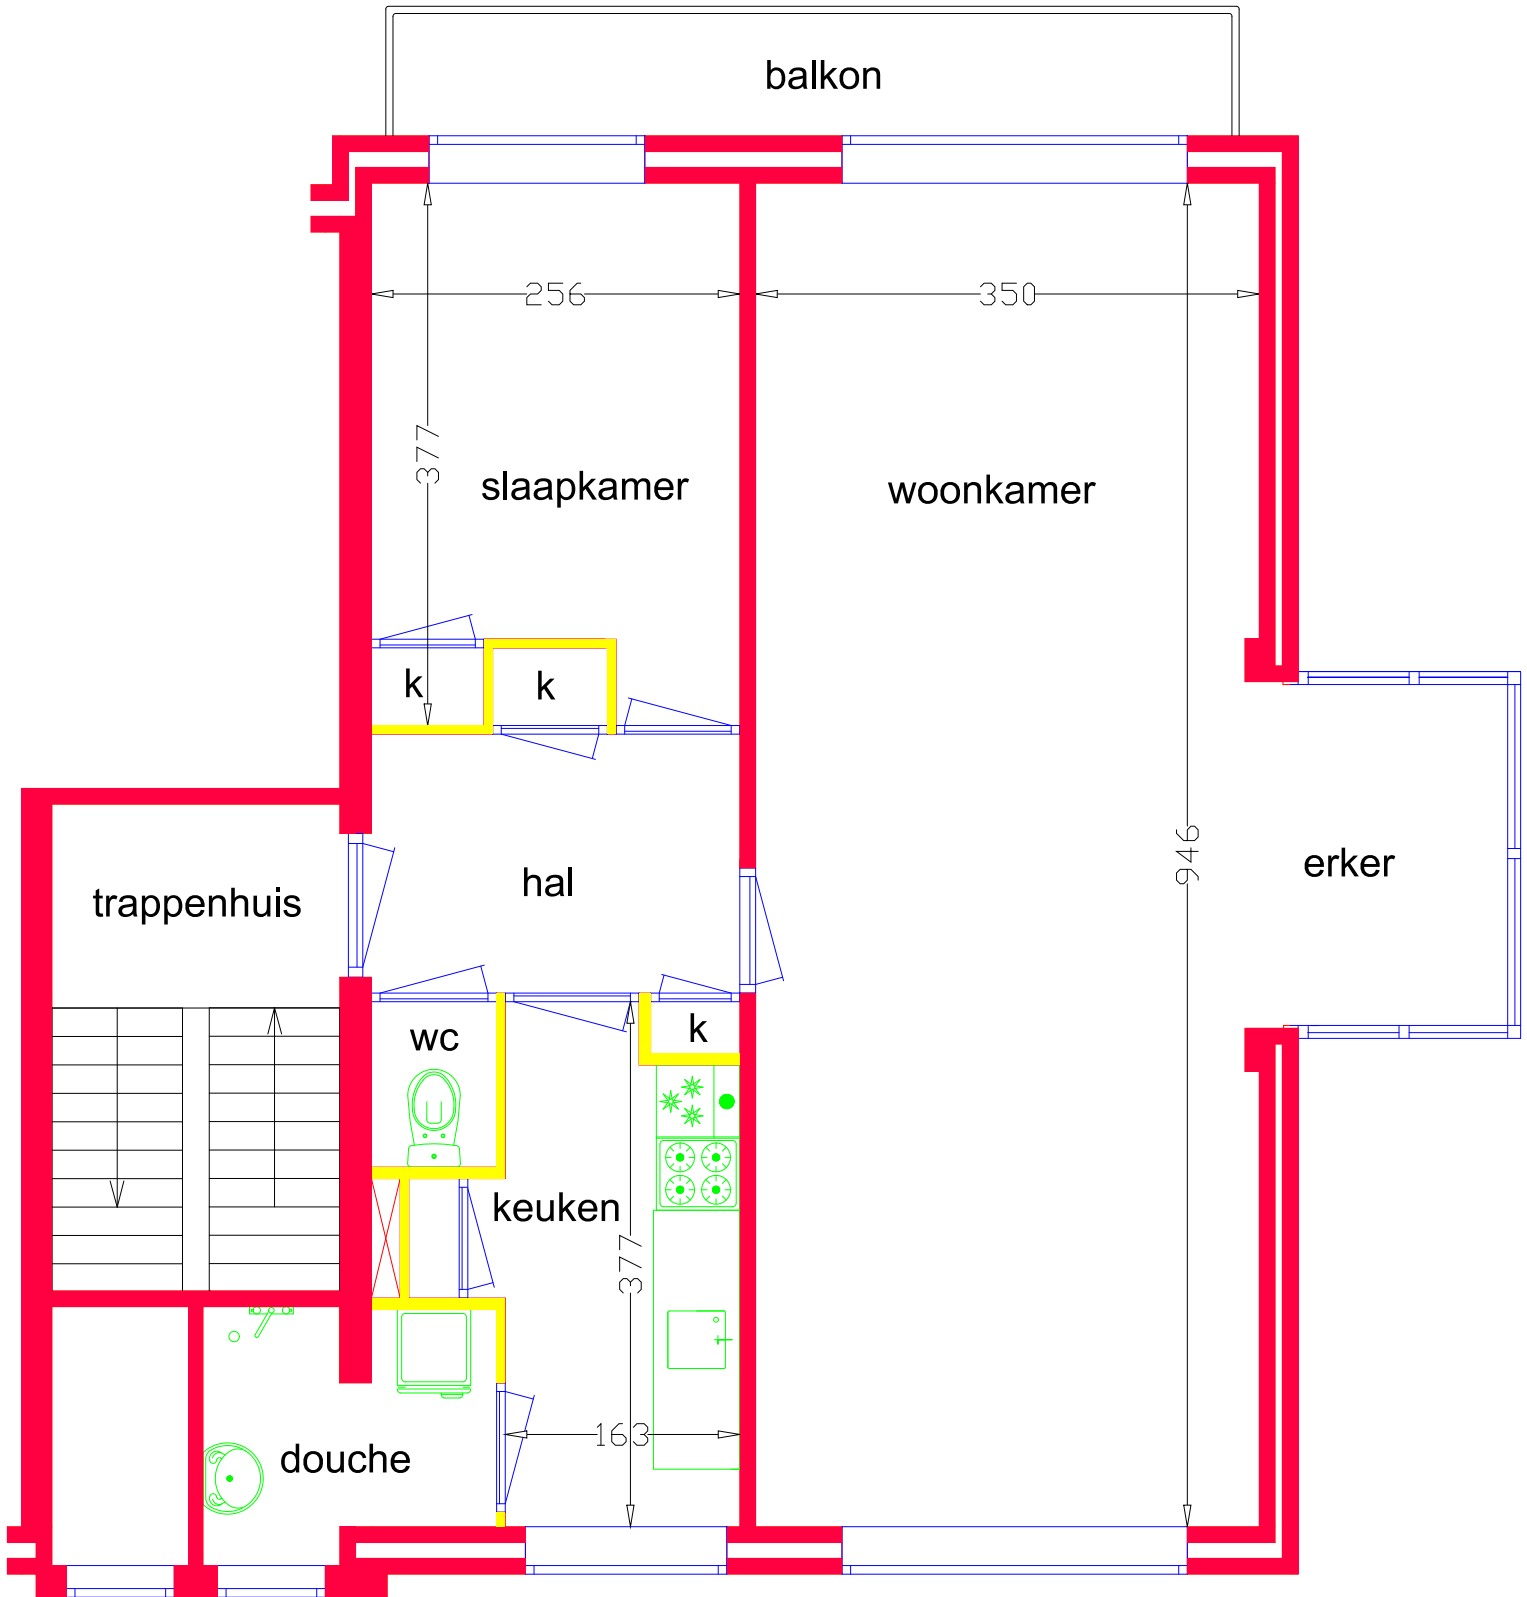 balkon
256
350
377
slaapkamer
woonkamer
k
k
946
erker
hal
trappenhuis
wc
k
keuken
377
163
douche